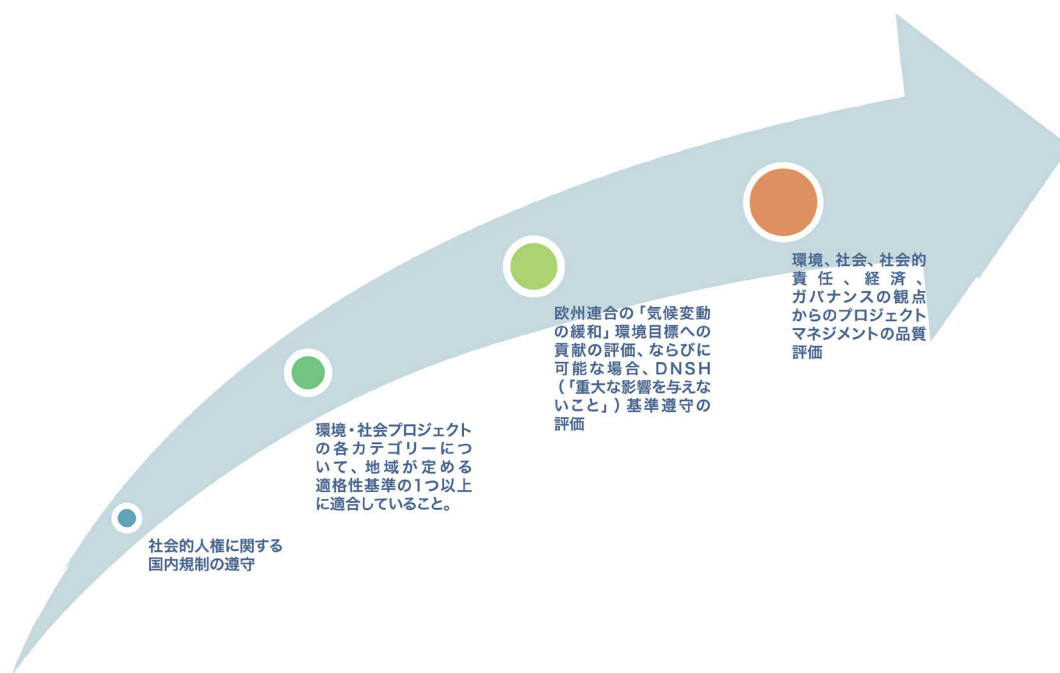 社会的人権に関する
国内規制の遵守
環境・社会プロジェクト
の各カテゴリーにつ
いて、地域が定める
適格性基準の1つ以上
に適合していること。
欧州連合の「気候変動
の緩和」環境目標への
貢献の評価、ならびに
可能な場合、DNSH
(「重大な影響を与えな
いこと」)基準遵守の
評価
環境、社会、社会的
責任、経済、
ガバナンスの観点
からのプロジェクト
マネジメントの品質
評価